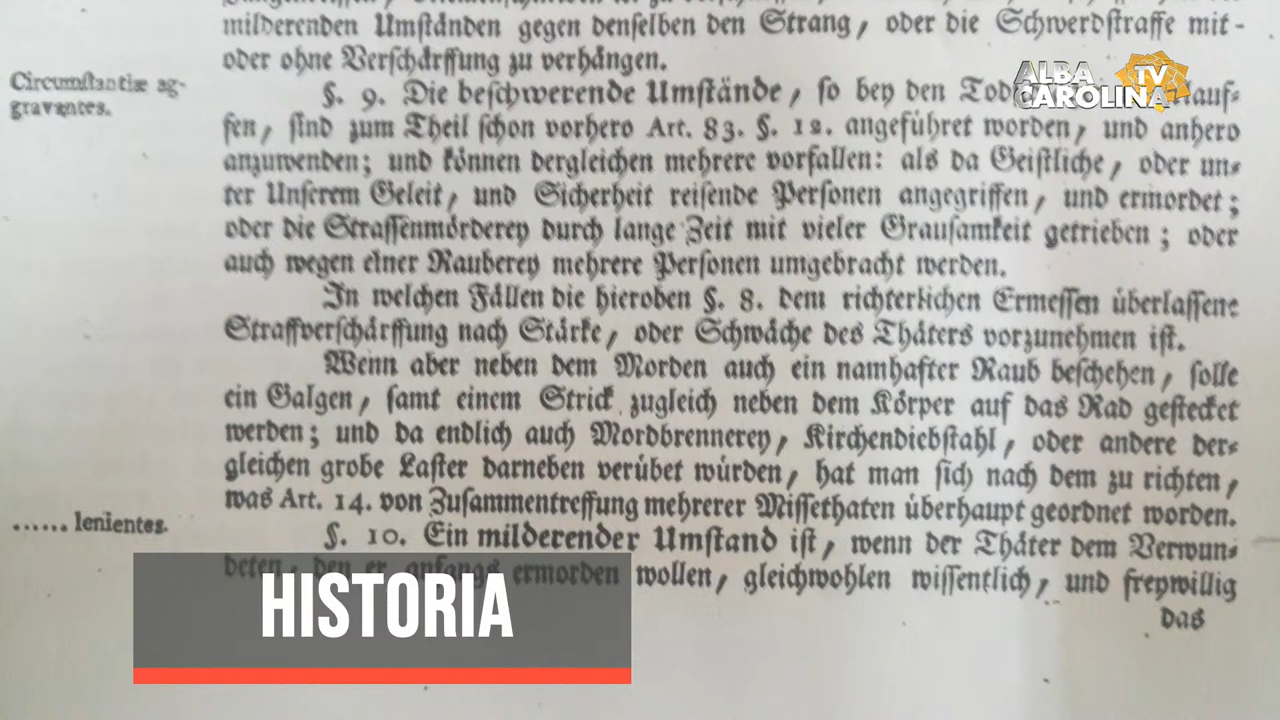 milderenden Umſtänden gegen denſelben den Strang, oder die Schwerdſtraffe mit-
oder ohne Verſchärffung zu verhängen.
Circumſtantiæ ag-
gravantes.
§. 9. Die beſchwerende Umſtände, ſo bey den Tod lauf⸗
fen, ſind zum Theil ſchon vorhero Art. 83. §. 12. angeführet worden, und anhero
anzuwenden; und können dergleichen mehrere vorfallen: als da Geiſtliche, oder un⸗
ter Unſerem Geleit, und Sicherheit reiſende Perſonen angegriffen, und ermordet;
oder die Straſſenmörderey durch lange Zeit mit vieler Grauſamkeit getrieben; oder
auch wegen einer Rauberey mehrere Perſonen umgebracht werden.
In welchen Fällen die hieroben §. 8. dem richterlichen Ermeſſen überlaſſene
Straffverſchärffung nach Stärke, oder Schwäche des Thäters vorzunehmen iſt.
Wenn aber neben dem Morden auch ein namhafter Raub beſchehen, ſolle
ein Galgen, ſamt einem Strick zugleich neben dem Körper auf das Rad geſtecket
werden; und da endlich auch Mordbrennerey, Kirchendiebſtahl, oder andere der⸗
gleichen grobe Laſter darneben verübet würden, hat man ſich nach dem zu richten,
was Art. 14. von Zuſammentreffung mehrerer Miſſethaten überhaupt geordnet worden.
...... lenientes.
§. 10. Ein milderender Umſtand iſt, wenn der Thäter dem Verwun⸗
deten, den er anfangs ermorden wollen, gleichwohlen wiſſentlich, und freywillig
das
ALBA
CAROLINA TV
HISTORIA